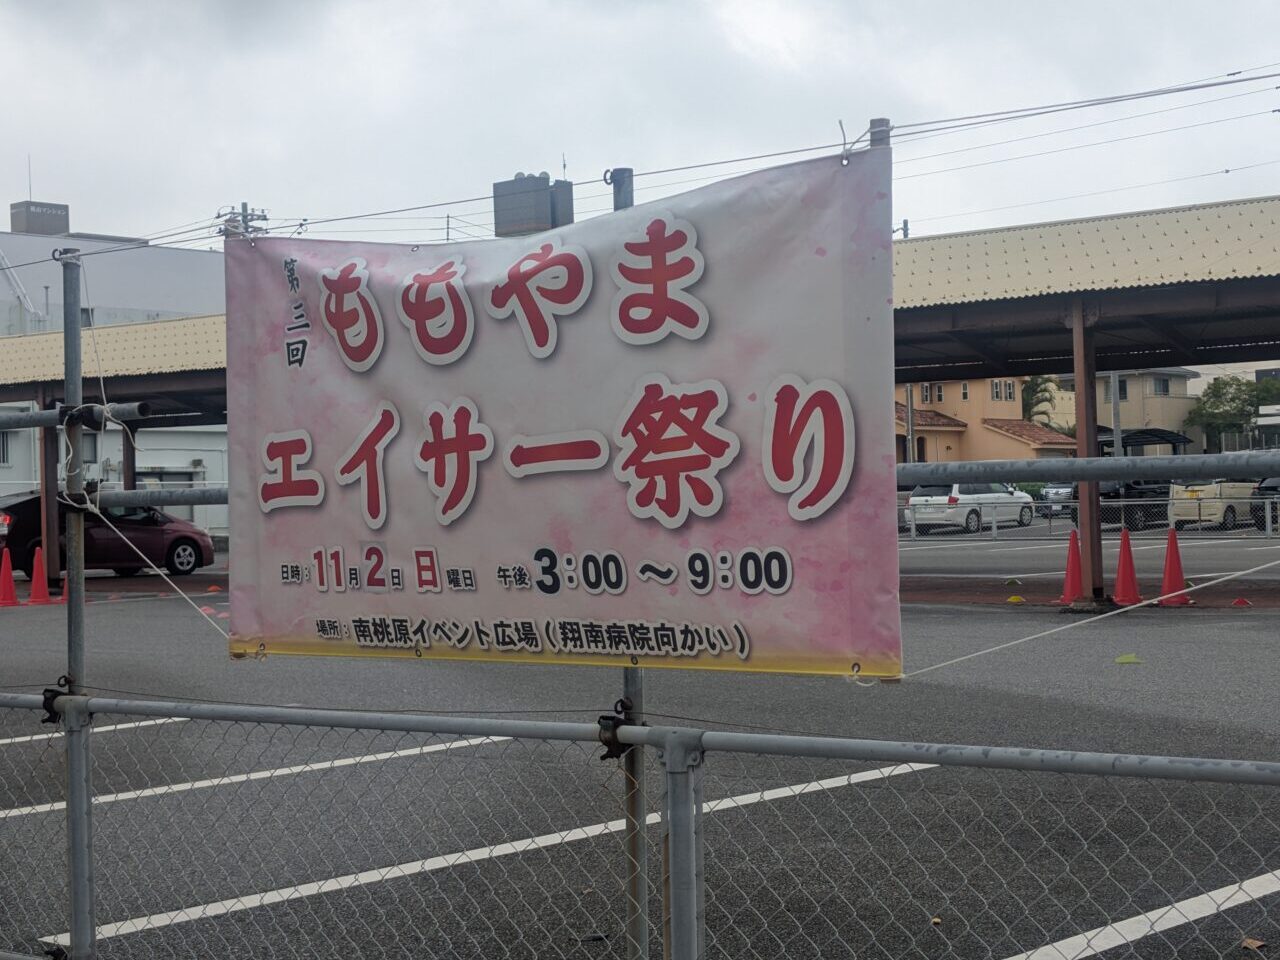 第三回
ももやま
エイサー祭り
日時：11月2日 日曜日 午後3:00～9:00
場所：南桃原イベント広場（翔南病院向かい）